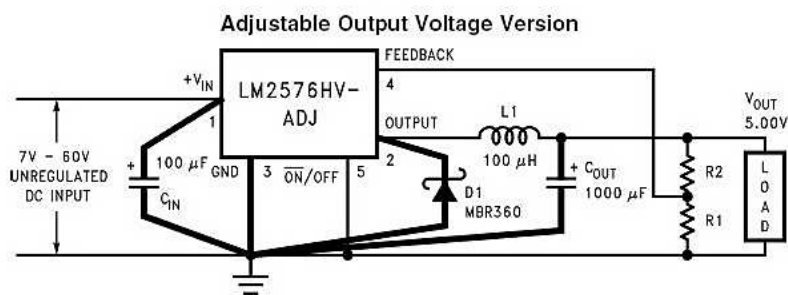 Adjustable Output Voltage Version
FEEDBACK
+VIN
LM2576HV-
ADJ
4
1
OUTPUT
L1
VOUT
5.00V
7V - 60V
UNREGULATED
DC INPUT
+
100 μF
CIN
GND
3
ON/OFF
5
2
100 μH
D1
MBR360
+
COUT
1000 μF
R2
R1
LOAD